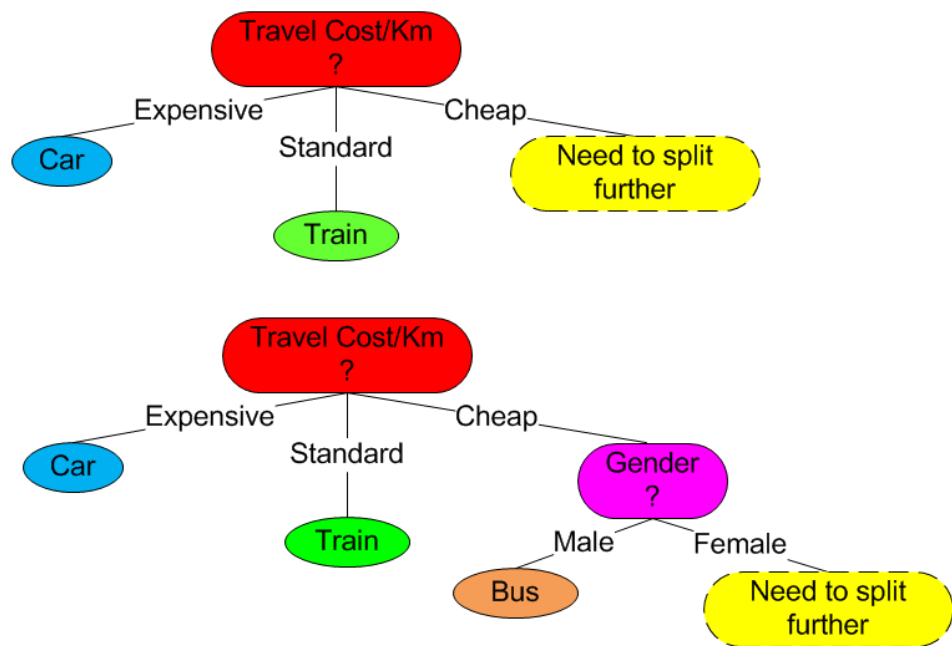 Travel Cost/Km
?
Expensive
Cheap
Standard
Car
Need to split
further
Train
Travel Cost/Km
?
Expensive
Cheap
Standard
Car
Gender
?
Train
Male
Female
Bus
Need to split
further